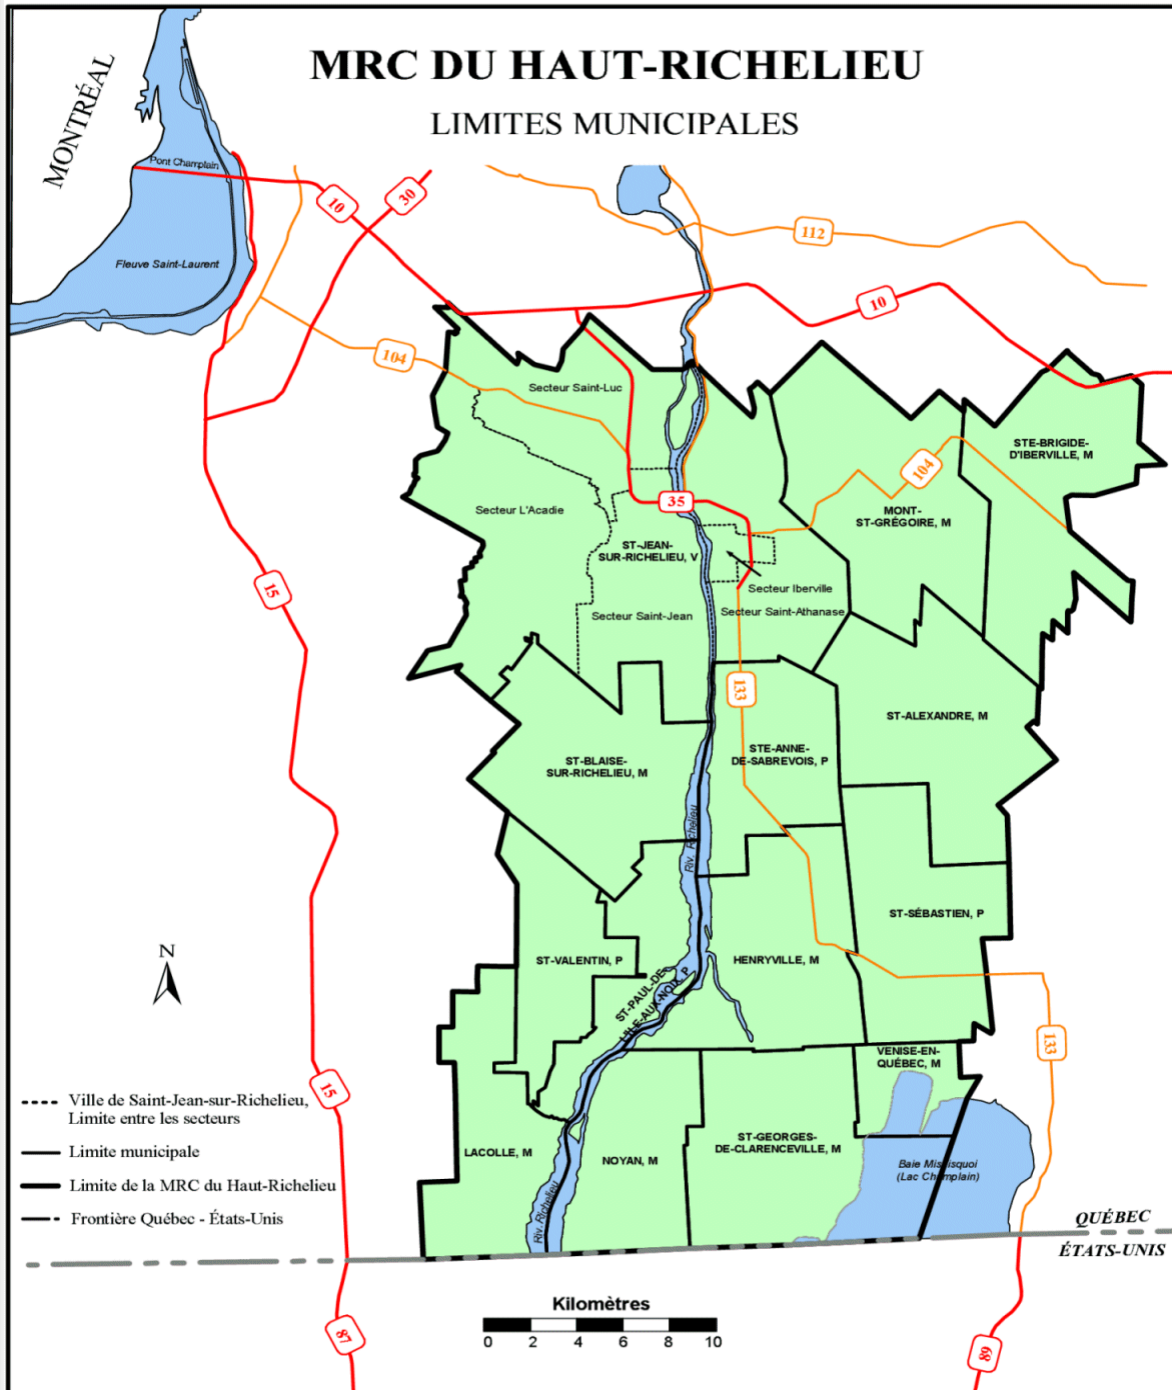 MRC DU HAUT-RICHELIEU
LIMITES MUNICIPALES
MONTRÉAL
Pont Champlain
10
30
112
Fleuve Saint-Laurent
10
104
Secteur Saint-Luc
STE-BRIGIDE-
D'IBERVILLE, M
104
Secteur L'Acadie
35
MONT-
ST-GRÉGOIRE, M
ST-JEAN-
SUR-RICHELIEU, V
15
Secteur Iberville
Secteur Saint-Jean
Secteur Saint-Athanase
133
ST-ALEXANDRE, M
ST-BLAISE-
SUR-RICHELIEU, M
STE-ANNE-
DE-SABREVOIS, P
Riv. Richelieu
ST-SÉBASTIEN, P
N
ST-VALENTIN, P
HENRYVILLE, M
ST-PAUL-DE-
L'ILE-AUX-NOIX, P
133
VENISE-EN-
QUÉBEC, M
15
Ville de Saint-Jean-sur-Richelieu,
Limite entre les secteurs
Limite municipale
Limite de la MRC du Haut-Richelieu
Frontière Québec - États-Unis
LACOLLE, M
NOYAN, M
ST-GEORGES-
DE-CLARENCEVILLE, M
Baie Missisquoi
(Lac Champlain)
Riv. Richelieu
QUÉBEC
ÉTATS-UNIS
Kilomètres
0 2 4 6 8 10
87
89